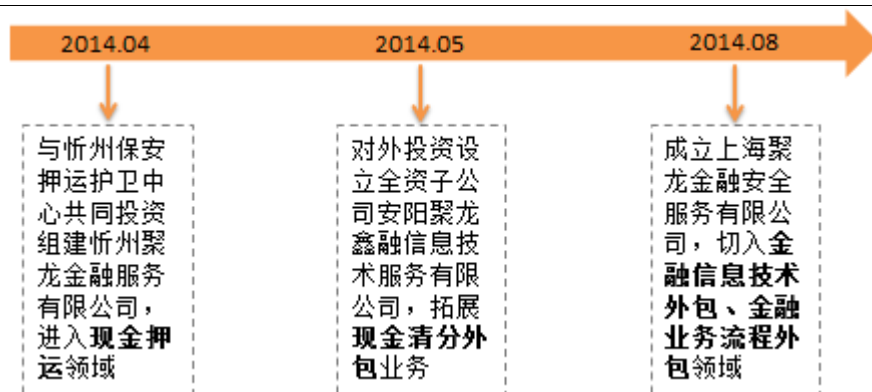 2014.04
2014.05
2014.08
与忻州保安
押运护卫中
心共同投资
组建忻州聚
龙金融服务
有限公司，
进入现金押
运领域
对外投资设
立全资子公
司安阳聚龙
鑫融信息技
术服务有限
公司，拓展
现金清分外
包业务
成立上海聚
龙金融安全
服务有限公
司，切入金
融信息技术
外包、金融
业务流程外
包领域